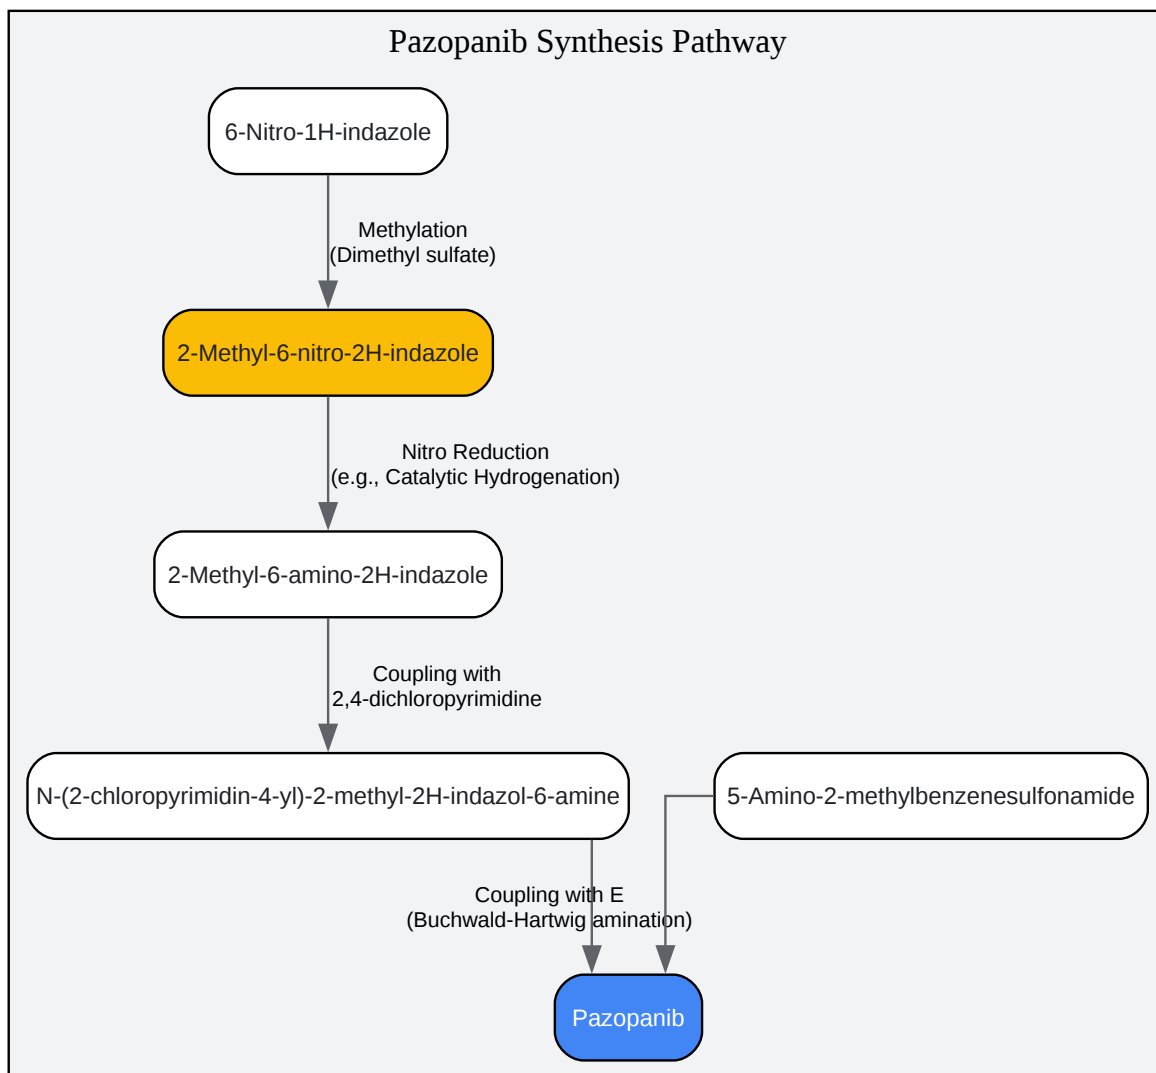 Pazopanib Synthesis Pathway
6-Nitro-1H-indazole
Methylation
(Dimethyl sulfate)
2-Methyl-6-nitro-2H-indazole
Nitro Reduction
(e.g., Catalytic Hydrogenation)
2-Methyl-6-amino-2H-indazole
Coupling with
2,4-dichloropyrimidine
N-(2-chloropyrimidin-4-yl)-2-methyl-2H-indazol-6-amine
5-Amino-2-methylbenzenesulfonamide
Coupling with E
(Buchwald-Hartwig amination)
Pazopanib